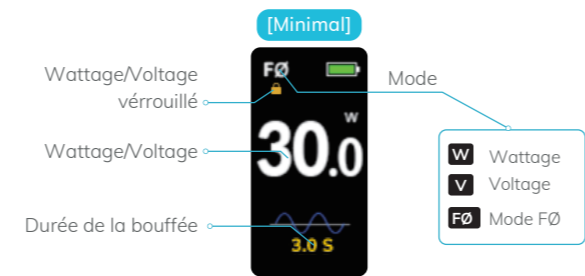 [Minimal]
FØ
Wattage/Voltage
vérrouillé
Mode
W
30.0
Wattage/Voltage
W Wattage
V Voltage
FØ Mode FØ
Durée de la bouffée
3.0 S